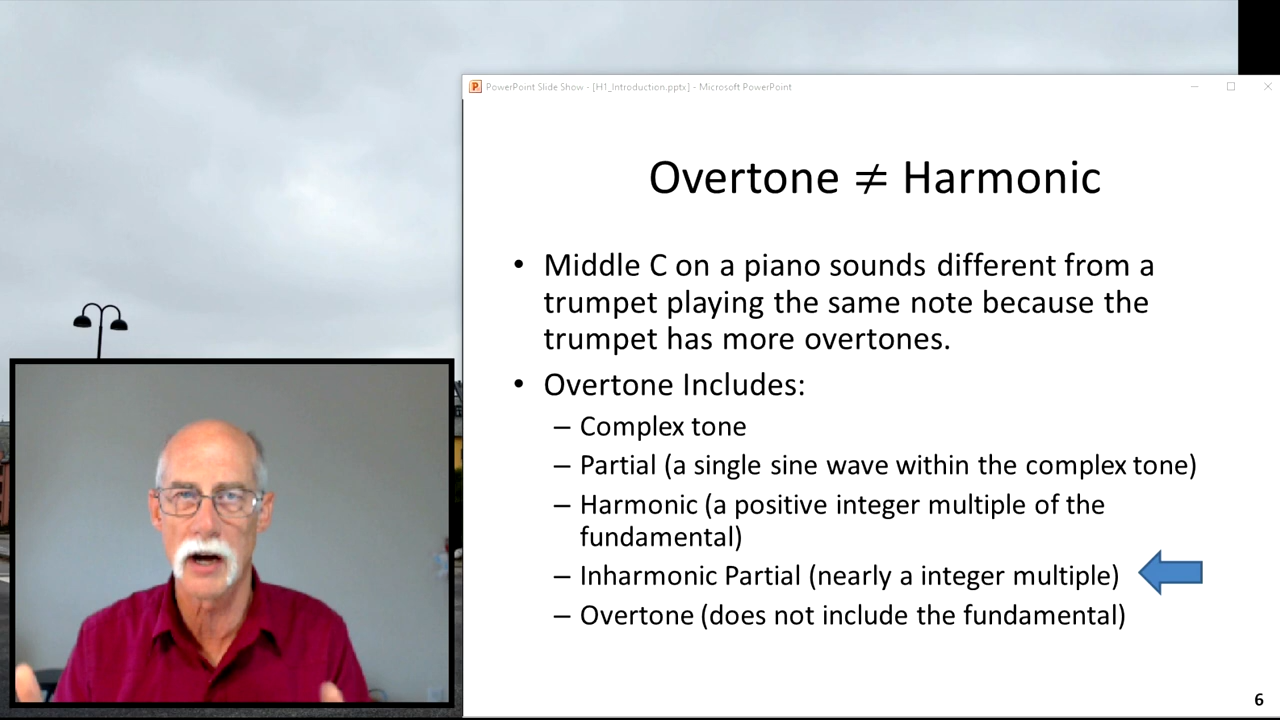 PowerPoint Slide Show - [H1_Introduction.pptx] - Microsoft PowerPoint
Overtone ≠ Harmonic
• Middle C on a piano sounds different from a
trumpet playing the same note because the
trumpet has more overtones.
• Overtone Includes:
– Complex tone
– Partial (a single sine wave within the complex tone)
– Harmonic (a positive integer multiple of the
fundamental)
– Inharmonic Partial (nearly a integer multiple)
– Overtone (does not include the fundamental)
6